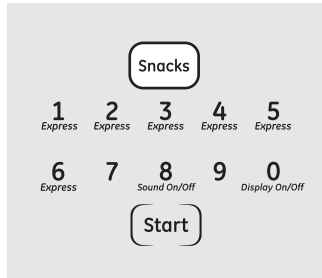 Snacks
1 2 3 4 5
Express Express Express Express Express
6 7 8 9 0
Express Sound On/Off Display On/Off
Start